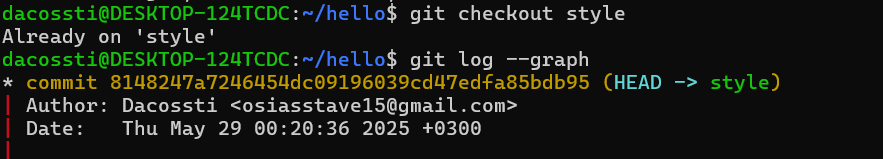 dacossti@DESKTOP-124TCDC:~/hello$ git checkout style
Already on 'style'
dacossti@DESKTOP-124TCDC:~/hello$ git log --graph
* commit 8148247a7246454dc09196039cd47edfa85bdb95 (HEAD -> style)
| Author: Dacossti <osiasstave15@gmail.com>
| Date:   Thu May 29 00:20:36 2025 +0300
|